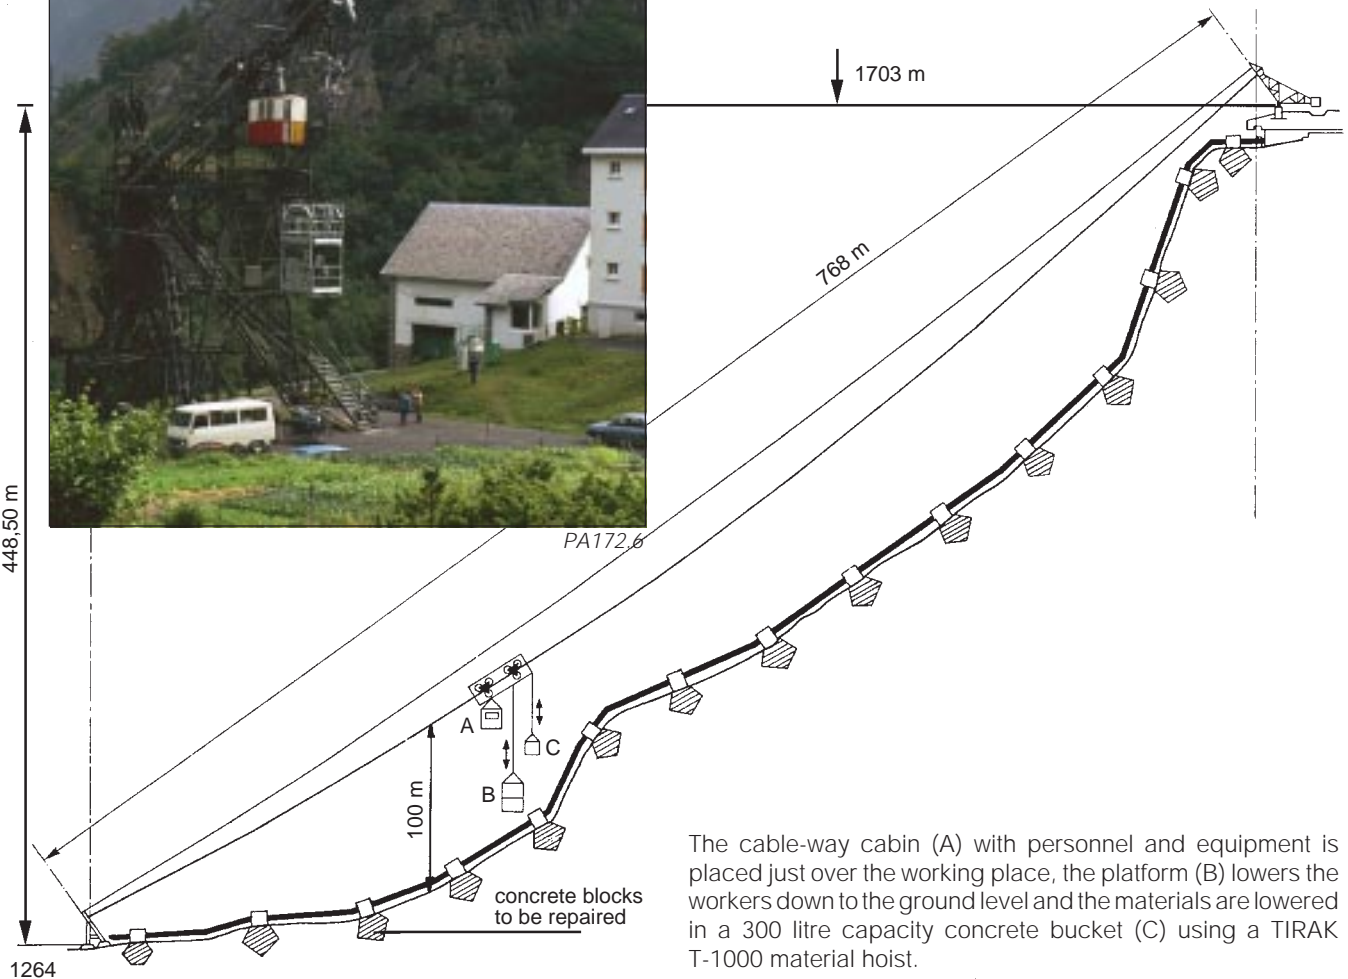 1703 m
768 m
448,50 m
PA172.6
A
C
B
100 m
concrete blocks
to be repaired
1264
The cable-way cabin (A) with personnel and equipment is
placed just over the working place, the platform (B) lowers the
workers down to the ground level and the materials are lowered
in a 300 litre capacity concrete bucket (C) using a TIRAK
T-1000 material hoist.